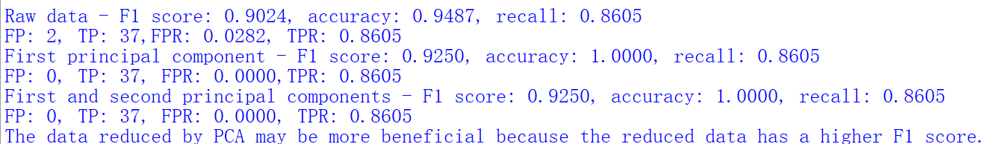 Raw data - F1 score: 0.9024, accuracy: 0.9487, recall: 0.8605
FP: 2, TP: 37,FPR: 0.0282, TPR: 0.8605
First principal component - F1 score: 0.9250, accuracy: 1.0000, recall: 0.8605
FP: 0, TP: 37, FPR: 0.0000,TPR: 0.8605
First and second principal components - F1 score: 0.9250, accuracy: 1.0000, recall: 0.8605
FP: 0, TP: 37, FPR: 0.0000, TPR: 0.8605
The data reduced by PCA may be more beneficial because the reduced data has a higher F1 score.